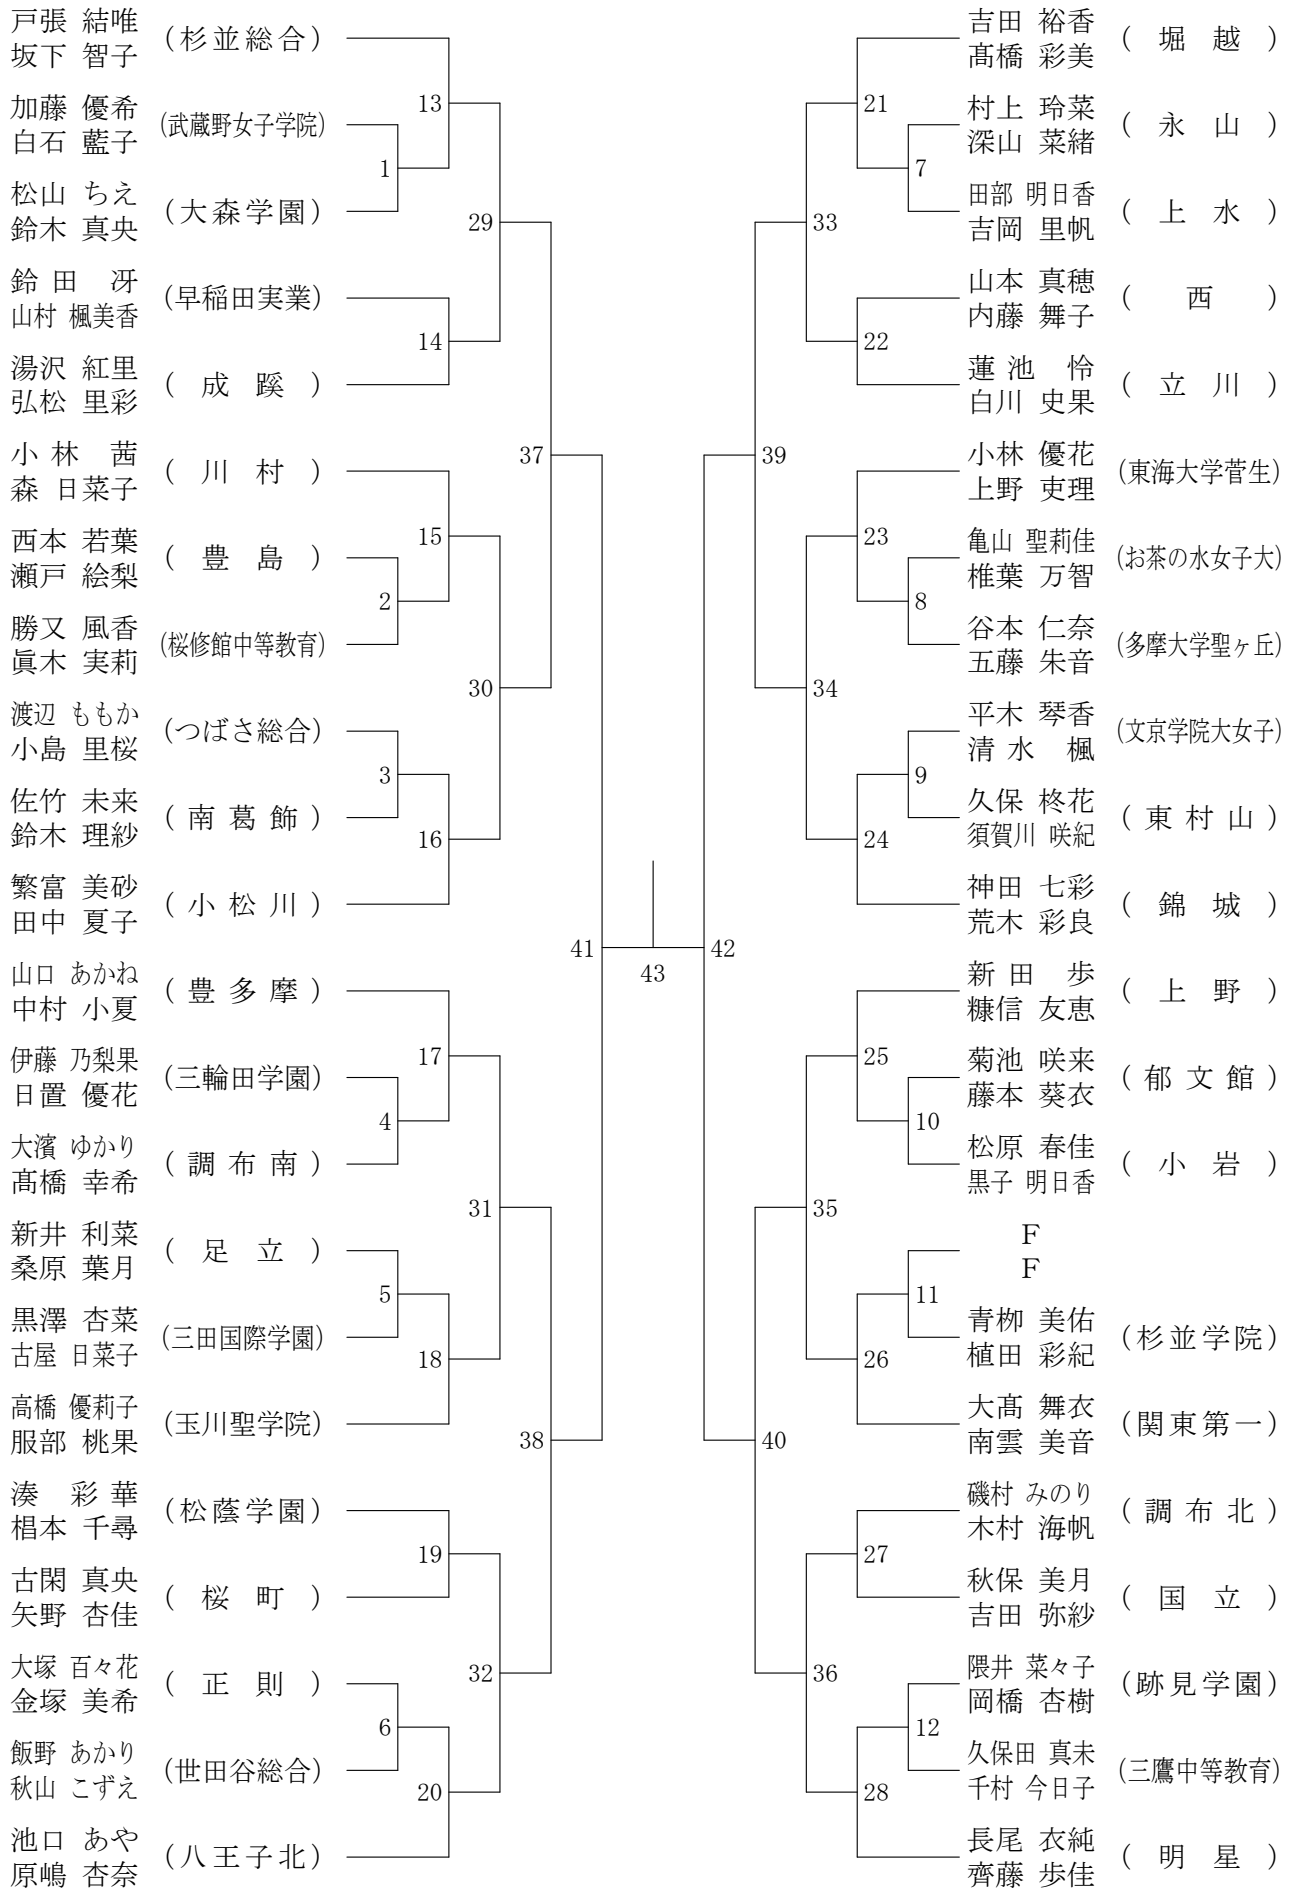 戸張 結唯
坂下 智子
(杉並総合)
加藤 優希
白石 藍子
(武蔵野女子学院)
松山 ちえ
鈴木 真央
(大森学園)
鈴田 冴
山村 楓美香
(早稲田実業)
湯沢 紅里
弘松 里彩
(成蹊)
小林 茜
森 日菜子
(川村)
西本 若葉
瀬戸 絵梨
(豊島)
勝又 風香
眞木 実莉
(桜修館中等教育)
渡辺 ももか
小島 里桜
(つばさ総合)
佐竹 未来
鈴木 理紗
(南葛飾)
繁富 美砂
田中 夏子
(小松川)
山口 あかね
中村 小夏
(豊多摩)
伊藤 乃梨果
日置 優花
(三輪田学園)
大濱 ゆかり
髙橋 幸希
(調布南)
新井 利菜
桑原 葉月
(足立)
黒澤 杏菜
古屋 日菜子
(三田国際学園)
高橋 優莉子
服部 桃果
(玉川聖学院)
湊 彩華
椙本 千尋
(松蔭学園)
古閑 真央
矢野 杏佳
(桜町)
大塚 百々花
金塚 美希
(正則)
飯野 あかり
秋山 こずえ
(世田谷総合)
池口 あや
原嶋 杏奈
(八王子北)
13
1
29
14
37
15
2
30
3
16
41
17
4
31
5
18
38
19
32
6
20
43
21
7
33
22
39
23
8
34
9
24
42
25
10
35
11
26
40
27
36
12
28
吉田 裕香
髙橋 彩美
(堀越)
村上 玲菜
深山 菜緒
(永山)
田部 明日香
吉岡 里帆
(上水)
山本 真穂
内藤 舞子
(西)
蓮池 怜
白川 史果
(立川)
小林 優花
上野 吏理
(東海大学菅生)
亀山 聖莉佳
椎葉 万智
(お茶の水女子大)
谷本 仁奈
五藤 朱音
(多摩大学聖ヶ丘)
平木 琴香
清水 楓
(文京学院大女子)
久保 柊花
須賀川 咲紀
(東村山)
神田 七彩
荒木 彩良
(錦城)
新田 歩
糠信 友恵
(上野)
菊池 咲来
藤本 葵衣
(郁文館)
松原 春佳
黒子 明日香
(小岩)
F
F
青栁 美佑
植田 彩紀
(杉並学院)
大髙 舞衣
南雲 美音
(関東第一)
磯村 みのり
木村 海帆
(調布北)
秋保 美月
吉田 弥紗
(国立)
隈井 菜々子
岡橋 杏樹
(跡見学園)
久保田 真未
千村 今日子
(三鷹中等教育)
長尾 衣純
齊藤 歩佳
(明星)